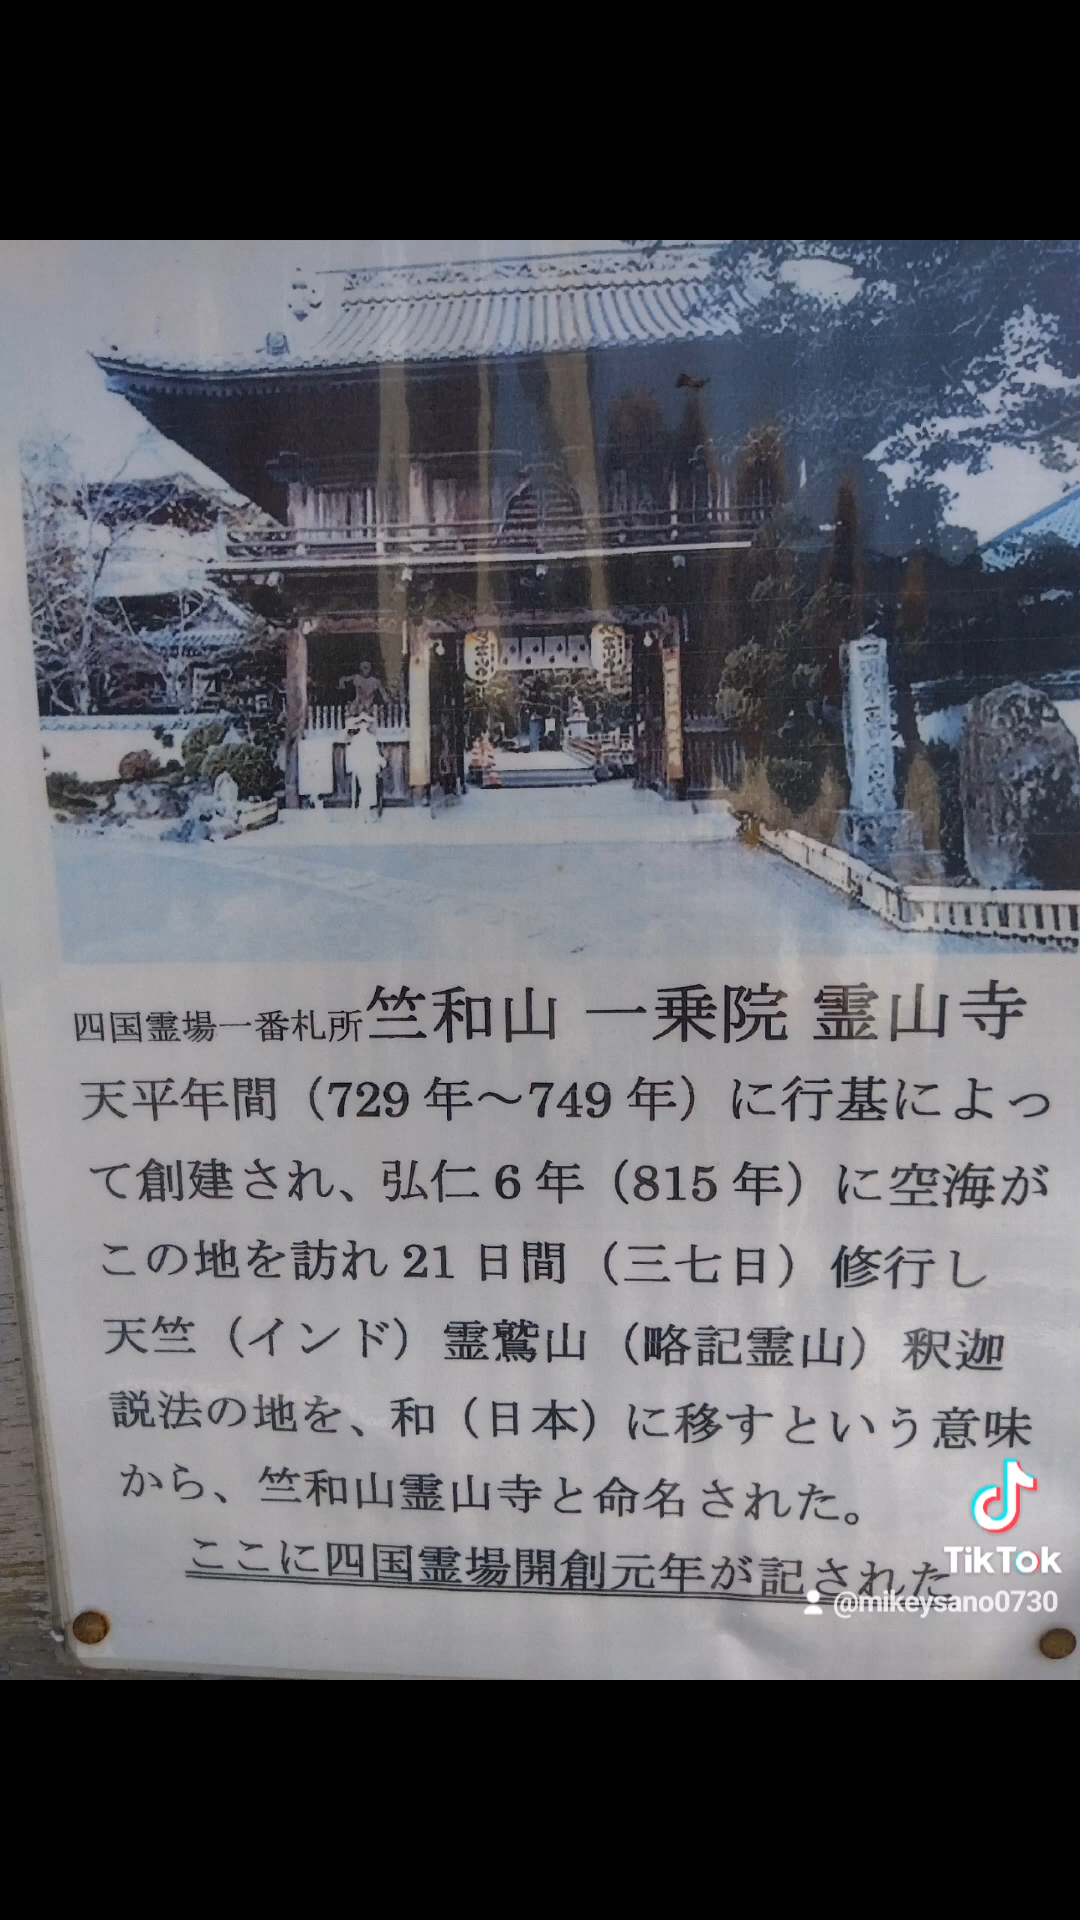 四国霊場一番札所竺和山 一乗院 霊山寺
天平年間（729年～749年）に行基によっ
て創建され、弘仁6年（815年）に空海が
この地を訪れ21日間（三七日）修行し
天竺（インド）霊鷲山（略記霊山）釈迦
説法の地を、和（日本）に移すという意味
から、竺和山霊山寺と命名された。
ここに四国霊場開創元年が記された
TikTok
@mikeysano0730